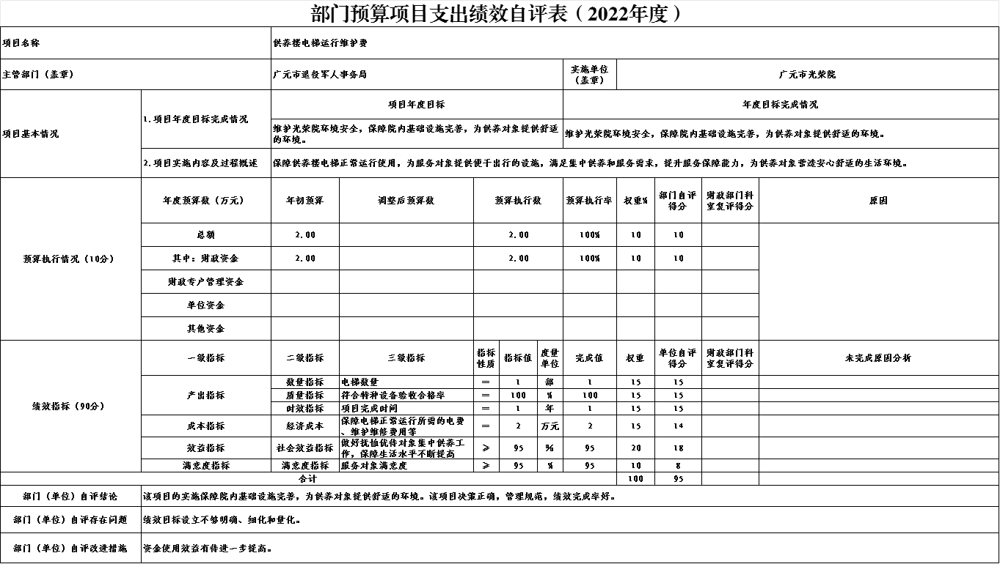 部门预算项目支出绩效自评表（2022年度）
项目名称 供养楼电梯运行维护费
主管部门（盖章） 广元市退役军人事务局 实施单位（盖章） 广元市光荣院
项目基本情况 1.项目年度目标完成情况 项目年度目标 年度目标完成情况
维护光荣院环境安全，保障院内基础设施完善，为供养对象提供舒适的环境。 维护光荣院环境安全，保障院内基础设施完善，为供养对象提供舒适的环境。
2.项目实施内容及过程概述 保障供养楼电梯正常运行使用，为服务对象提供便于出行的设施，满足集中供养和服务需求，提升服务保障能力，为供养对象营造安心舒适的生活环境。
预算执行情况（10分） 年度预算数（万元） 年初预算 调整后预算数 预算执行数 预算执行率 权重% 部门自评得分 财政部门科室复评得分 原因
总额 2.00 2.00 100% 10 10
其中：财政资金 2.00 2.00 100% 10 10
财政专户管理资金
单位资金
其他资金
绩效指标（90分） 一级指标 二级指标 三级指标 指标性质 指标值 度量单位 完成值 权重 单位自评得分 财政部门科室复评得分 未完成原因分析
产出指标 数量指标 电梯数量 ＝ 1 部 1 15 15
质量指标 符合特种设备验收合格率 ＝ 100 % 100 15 15
时效指标 项目完成时间 ＝ 1 年 1 15 15
成本指标 经济成本 保障电梯正常运行所需的电费、维护维修费用等 ＝ 2 万元 2 15 14
效益指标 社会效益指标 做好抚恤优待对象集中供养工作，保障生活水平不断提高 ≥ 95 % 95 20 18
满意度指标 满意度指标 服务对象满意度 ≥ 95 % 95 10 8
合计 100 95
部门（单位）自评结论 该项目的实施保障院内基础设施完善，为供养对象提供舒适的环境。该项目决策正确，管理规范，绩效完成率好。
部门（单位）自评存在问题 绩效目标设立不够明确、细化和量化。
部门（单位）自评改进措施 资金使用效益有待进一步提高。